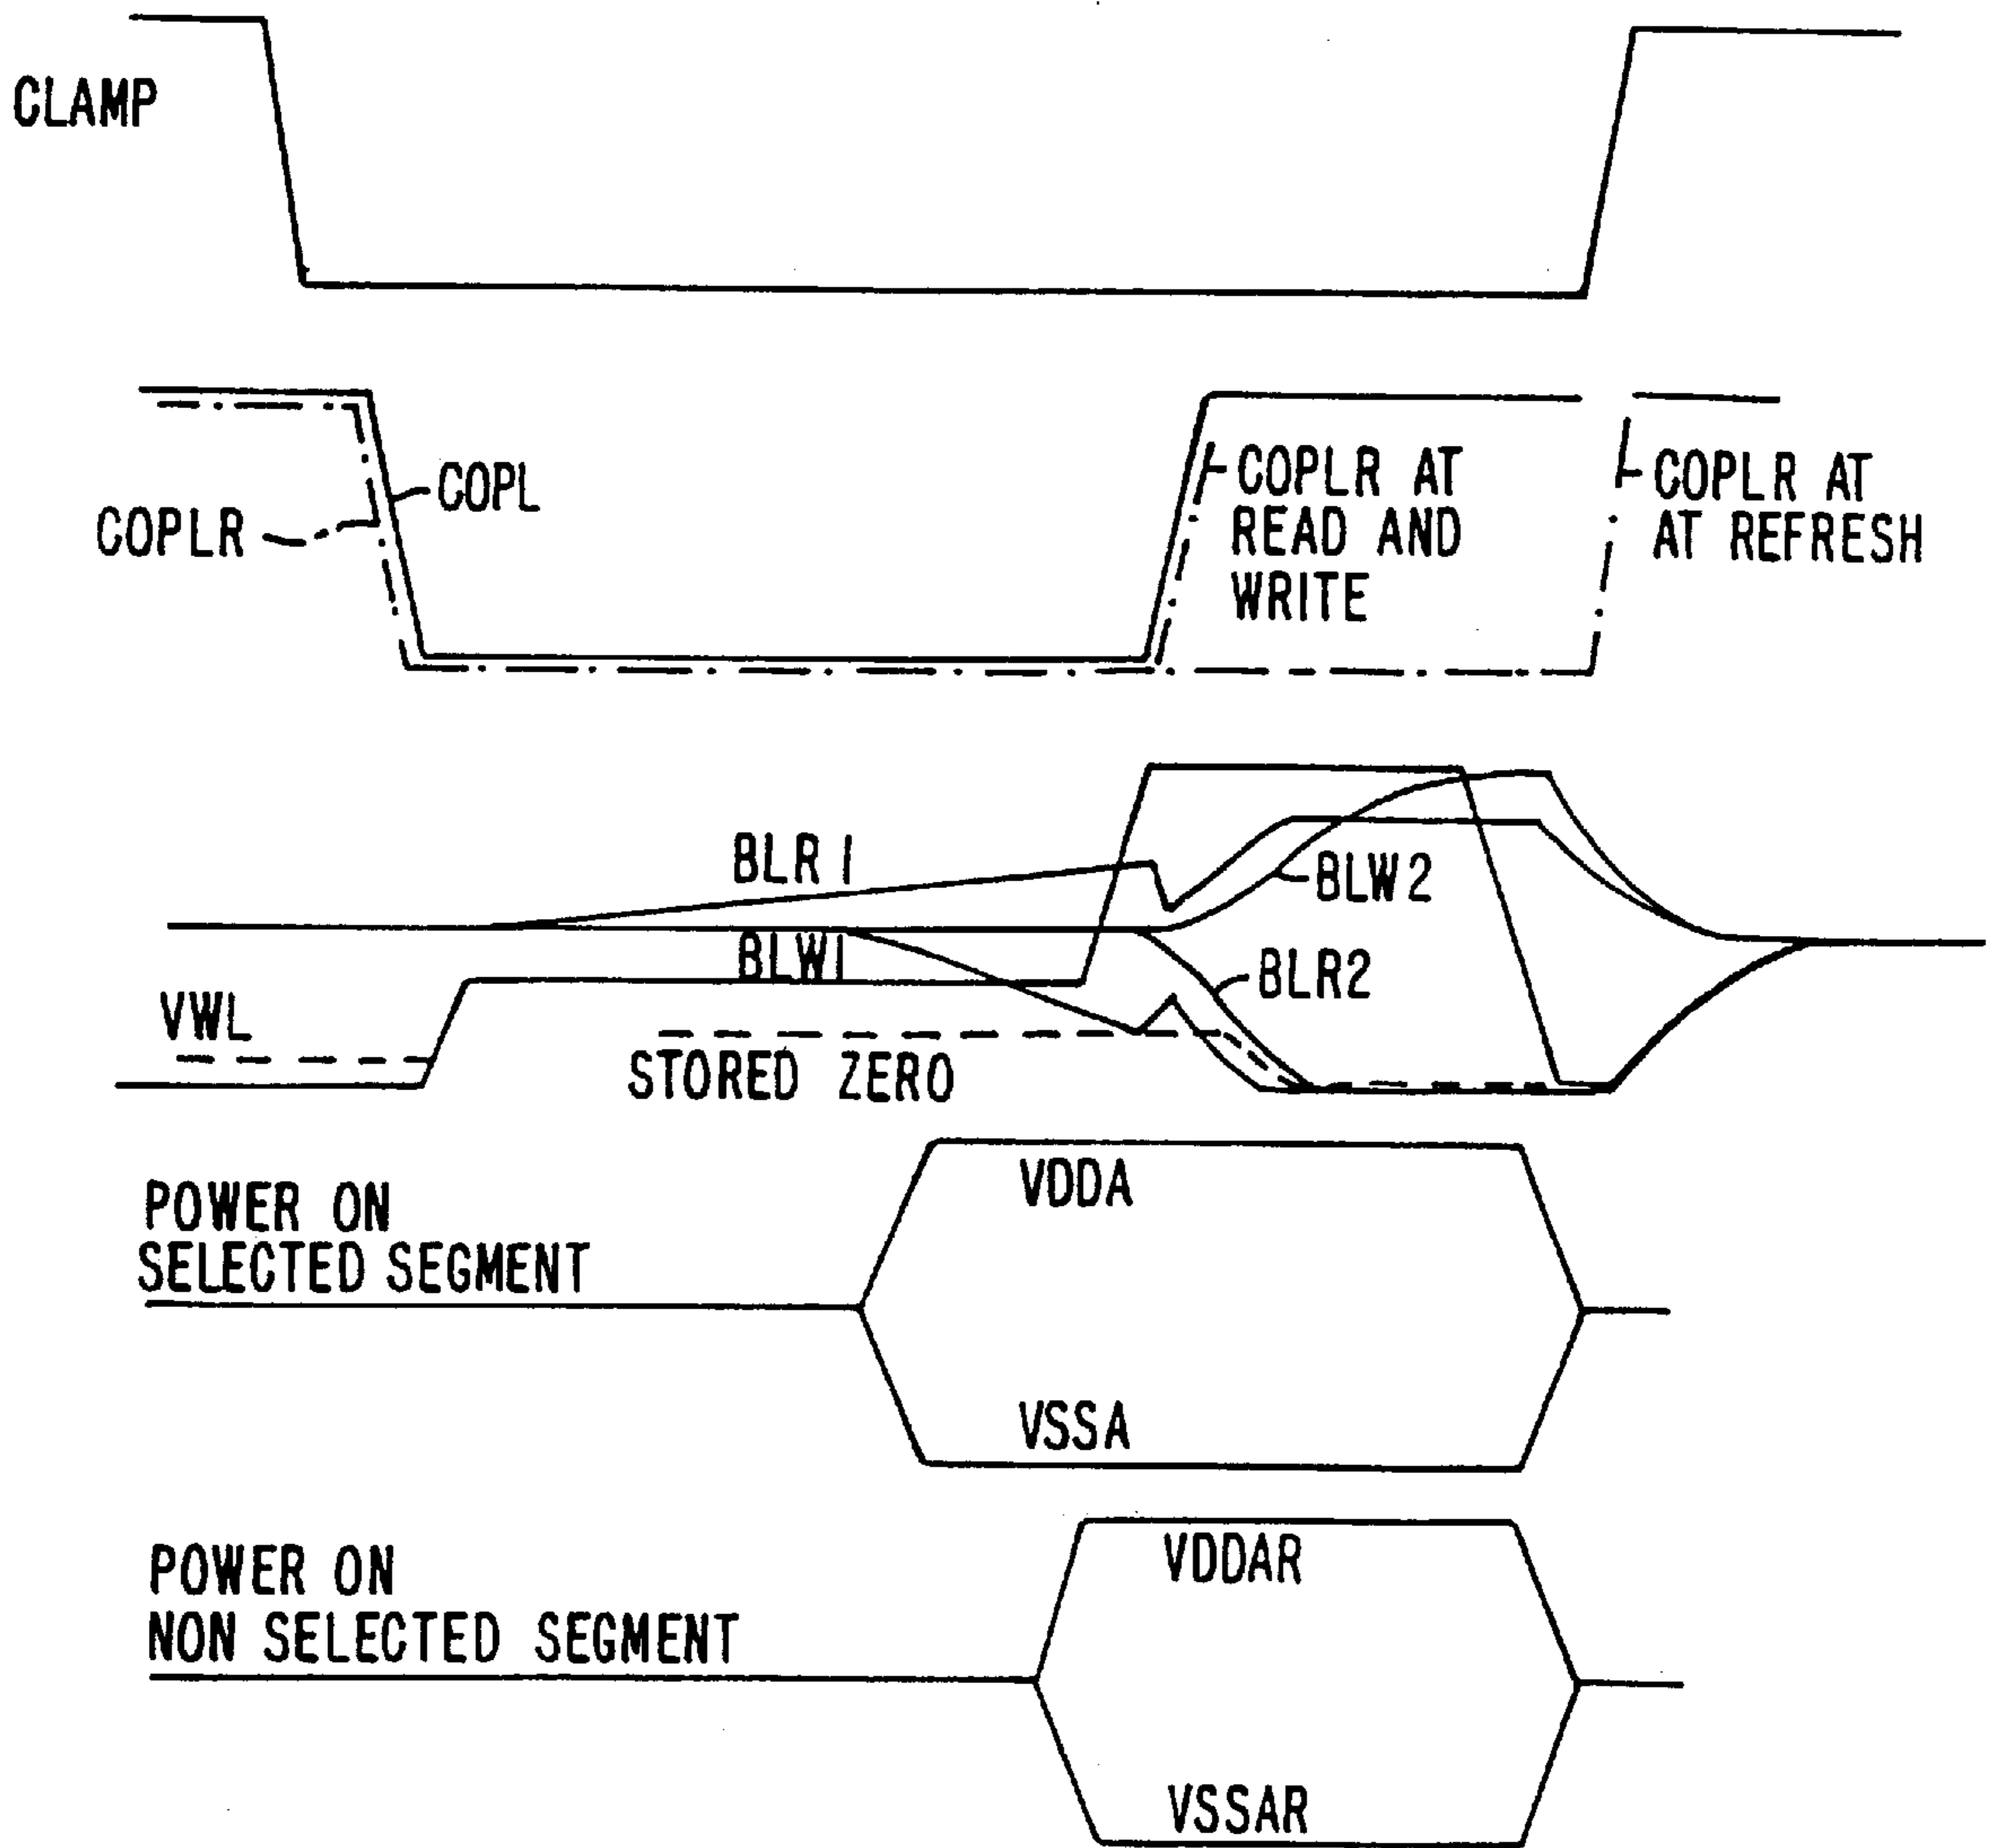 CLAMP
COPL
COPLR
COPLR AT
READ AND
WRITE
COPLR AT
AT REFRESH
BLR1
BLW2
BLW1
BLR2
VWL
STORED ZERO
VDDA
POWER ON
SELECTED SEGMENT
VSSA
VDDAR
POWER ON
NON SELECTED SEGMENT
VSSAR